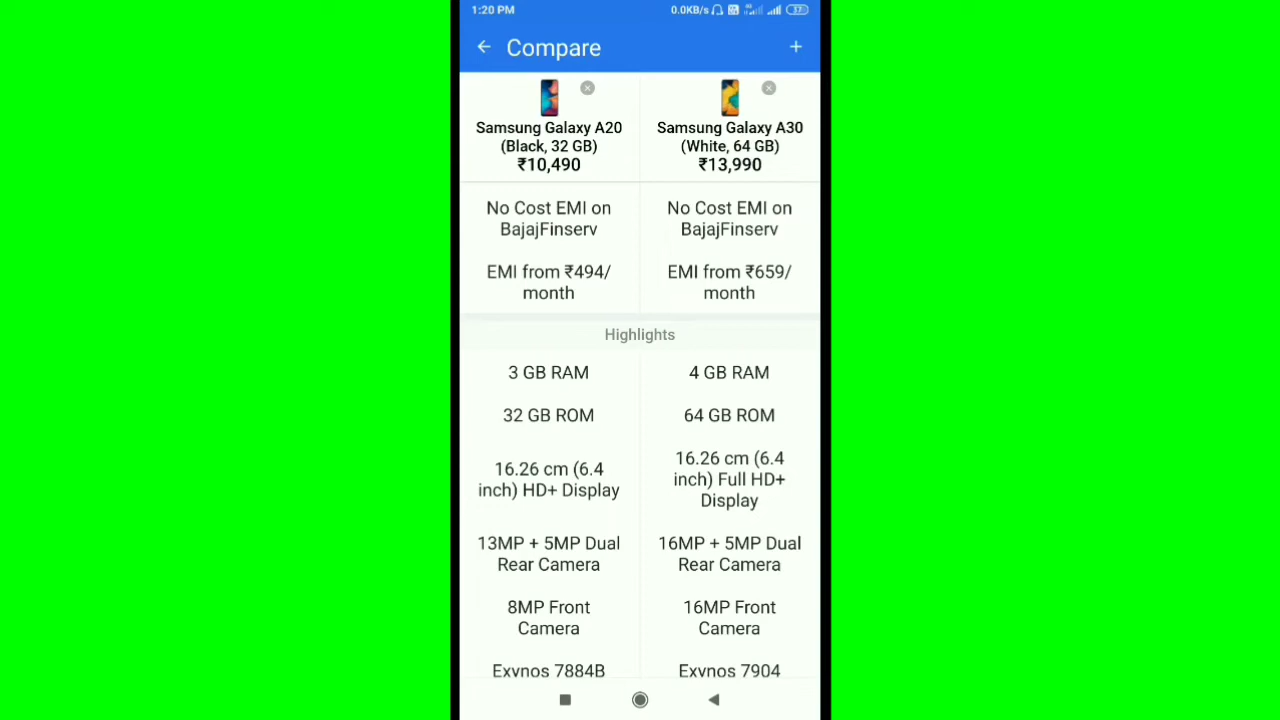 1:20 PM 0.0KB/s 37
Compare
Samsung Galaxy A20
(Black, 32 GB)
₹10,490
Samsung Galaxy A30
(White, 64 GB)
₹13,990
No Cost EMI on
BajajFinserv
No Cost EMI on
BajajFinserv
EMI from ₹494/
month
EMI from ₹659/
month
Highlights
3 GB RAM
4 GB RAM
32 GB ROM
64 GB ROM
16.26 cm (6.4
inch) HD+ Display
16.26 cm (6.4
inch) Full HD+
Display
13MP + 5MP Dual
Rear Camera
16MP + 5MP Dual
Rear Camera
8MP Front
Camera
16MP Front
Camera
Exynos 7884B
Exynos 7904